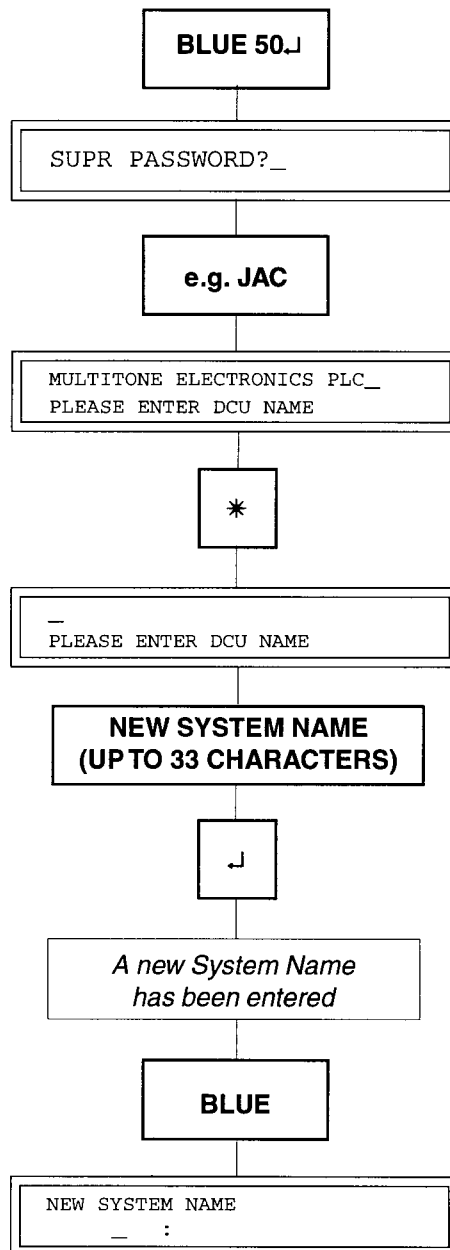 BLUE 50↵
SUPR PASSWORD?_
e.g. JAC
MULTITONE ELECTRONICS PLC_
PLEASE ENTER DCU NAME
✳
_
PLEASE ENTER DCU NAME
NEW SYSTEM NAME
(UP TO 33 CHARACTERS)
↵
A new System Name
has been entered
BLUE
NEW SYSTEM NAME
_ :